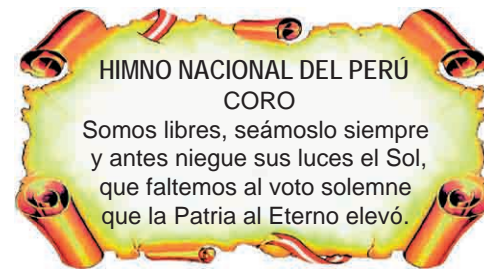 HIMNO NACIONAL DEL PERÚ
CORO
Somos libres, seámoslo siempre
y antes niegue sus luces el Sol,
que faltemos al voto solemne
que la Patria al Eterno elevó.